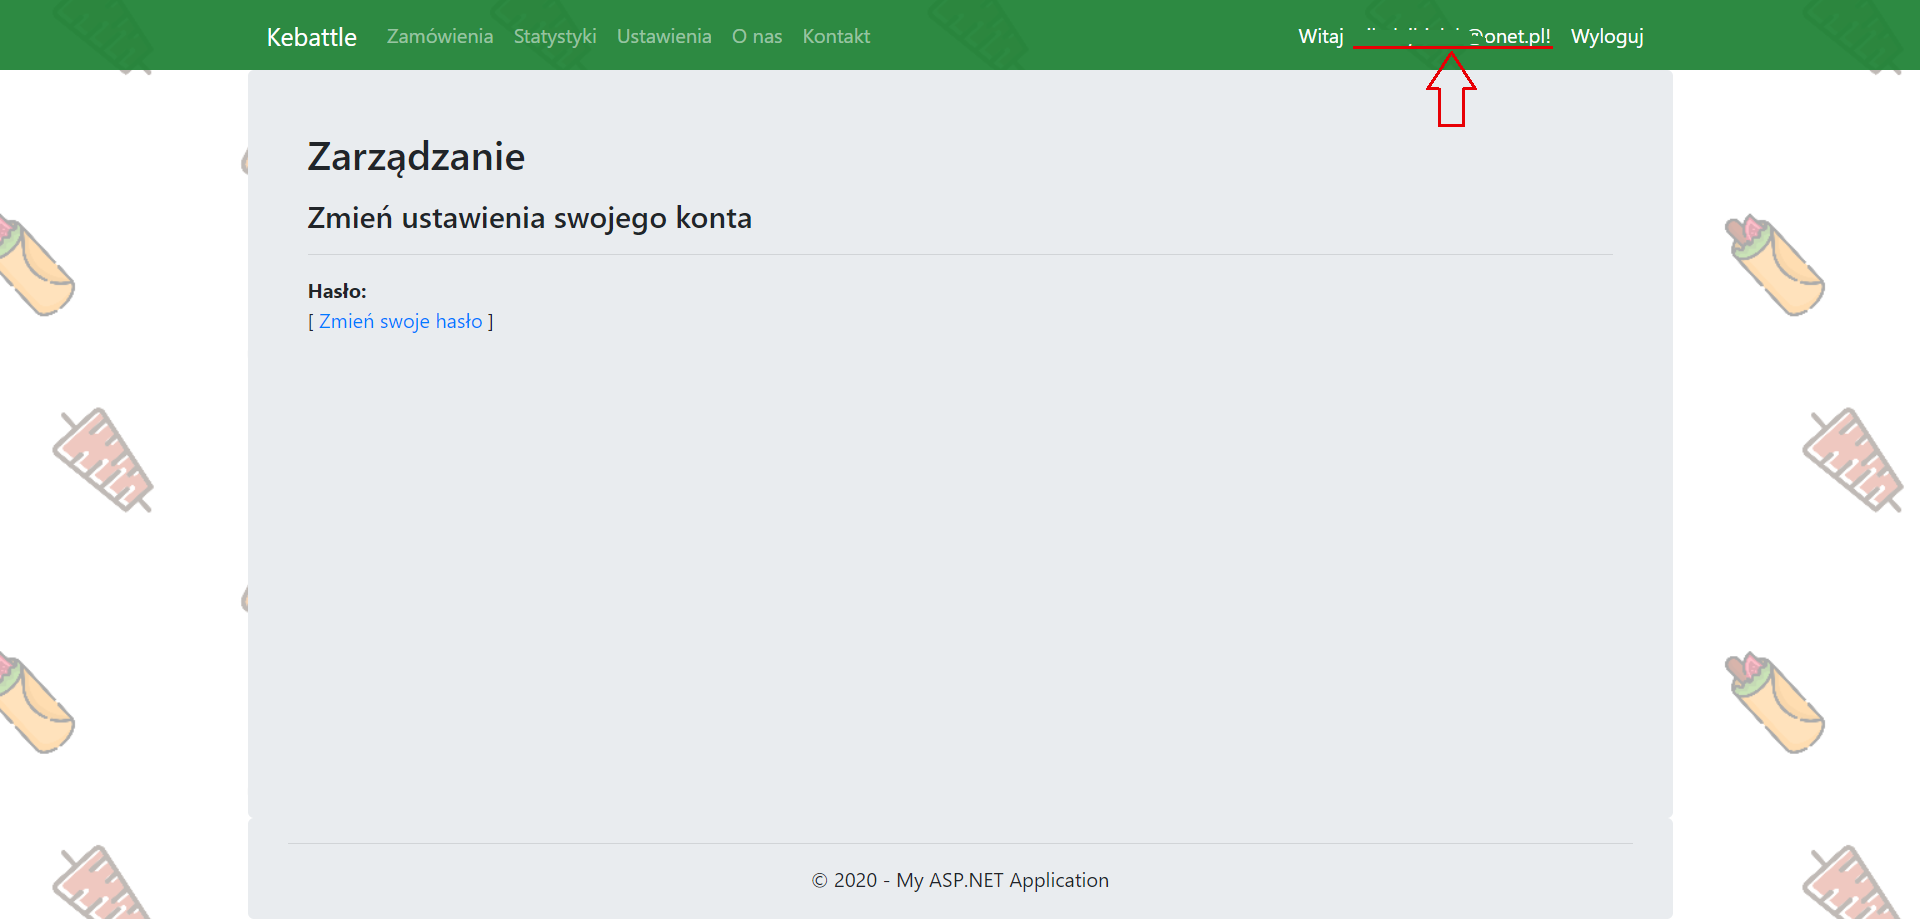 Kebattle Zamówienia Statystyki Ustawienia O nas Kontakt Witaj @onet.pl! Wyloguj
Zarządzanie
Zmień ustawienia swojego konta
Hasło:
[ Zmień swoje hasło ]
© 2020 - My ASP.NET Application